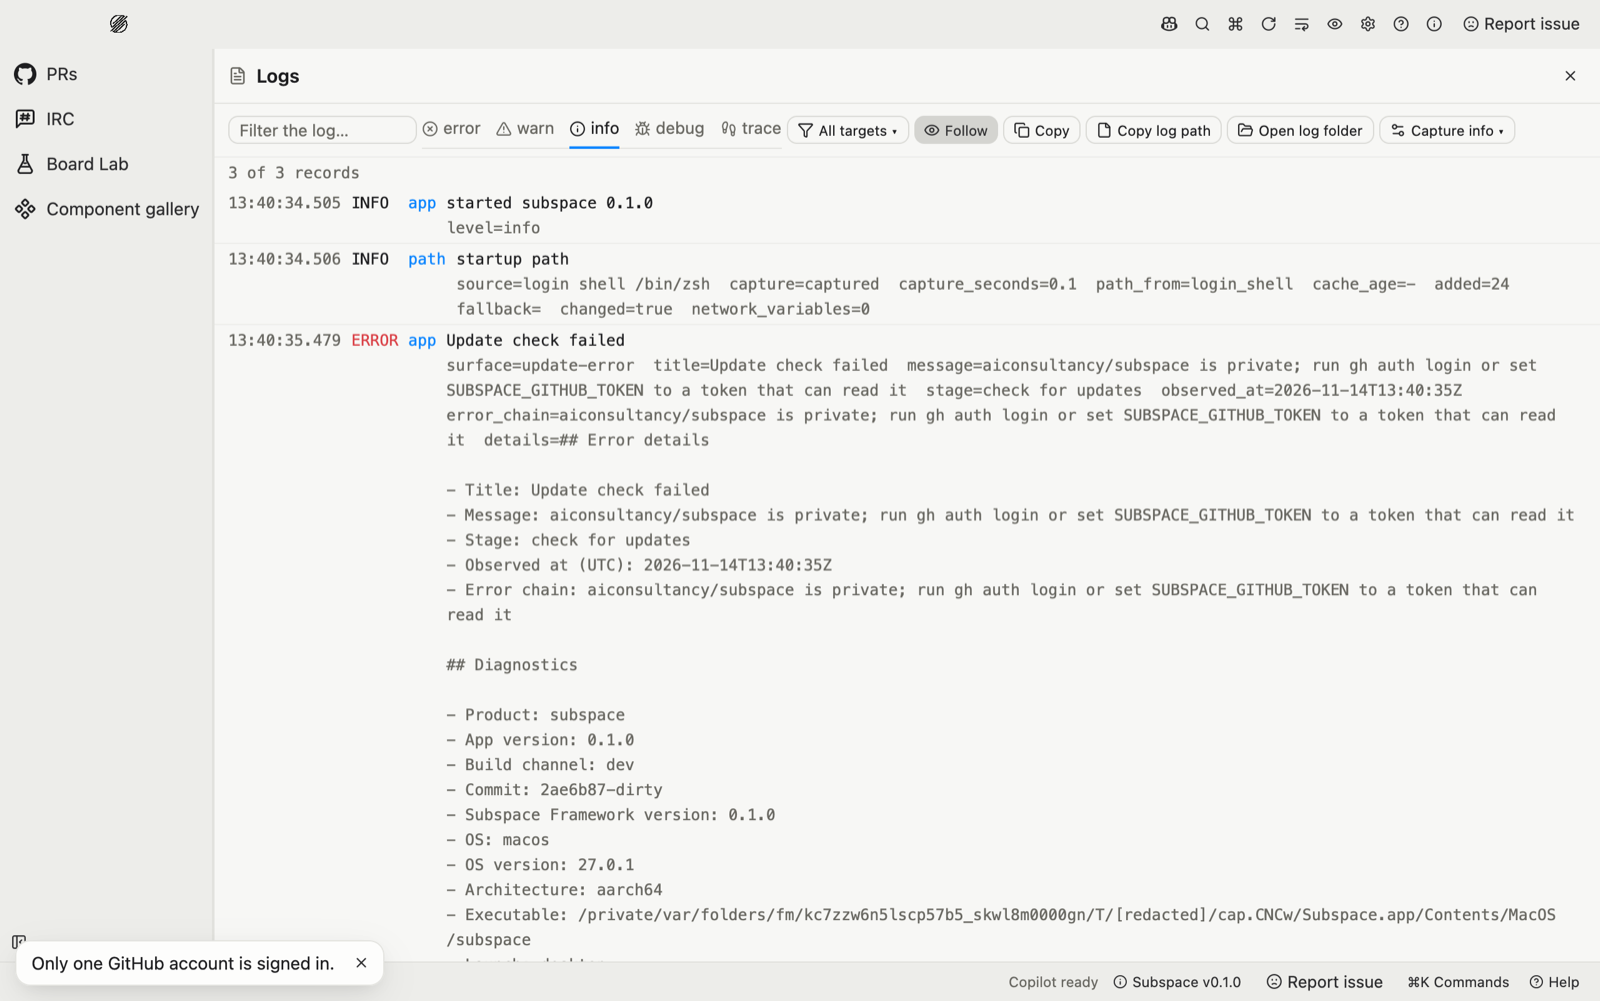 Report issue
PRs
IRC
Board Lab
Component gallery
Logs
Filter the log...
error
warn
info
debug
trace
All targets
Follow
Copy
Copy log path
Open log folder
Capture info
3 of 3 records
13:40:34.505 INFO app started subspace 0.1.0
level=info
13:40:34.506 INFO path startup path
source=login shell /bin/zsh capture=captured capture_seconds=0.1 path_from=login_shell cache_age=– added=24
fallback= changed=true network_variables=0
13:40:35.479 ERROR app Update check failed
surface=update-error title=Update check failed message=aiconsultancy/subspace is private; run gh auth login or set
SUBSPACE_GITHUB_TOKEN to a token that can read it stage=check for updates observed_at=2026-11-14T13:40:35Z
error_chain=aiconsultancy/subspace is private; run gh auth login or set SUBSPACE_GITHUB_TOKEN to a token that can read
it details=## Error details
- Title: Update check failed
- Message: aiconsultancy/subspace is private; run gh auth login or set SUBSPACE_GITHUB_TOKEN to a token that can read it
- Stage: check for updates
- Observed at (UTC): 2026-11-14T13:40:35Z
- Error chain: aiconsultancy/subspace is private; run gh auth login or set SUBSPACE_GITHUB_TOKEN to a token that can
read it
## Diagnostics
- Product: subspace
- App version: 0.1.0
- Build channel: dev
- Commit: 2ae6b87-dirty
- Subspace Framework version: 0.1.0
- OS: macos
- OS version: 27.0.1
- Architecture: aarch64
- Executable: /private/var/folders/fm/kc7zzw6n5lscp57b5_skwl8m0000gn/T/[redacted]/cap.CNCw/Subspace.app/Contents/MacOS
/subspace
Only one GitHub account is signed in.
Copilot ready
Subspace v0.1.0
Report issue
⌘K Commands
Help